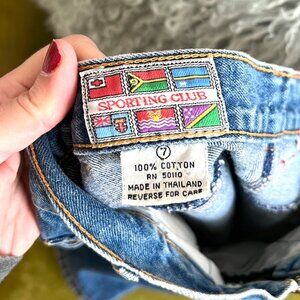 SPORTING CLUB
7
100% COTTON
RN 50110
MADE IN THAILAND
REVERSE FOR CARE